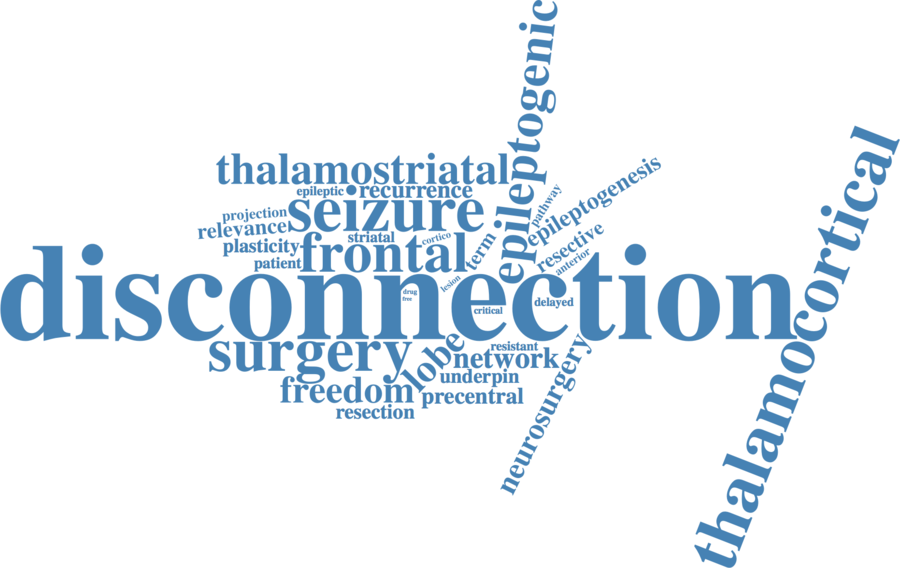 epileptogenic
thalamostriatal
epileptic
recurrence
pathway
epileptogenesis
projection
seizure
relevance
plasticity
striatal
cortico
term
resective
anterior
patient
frontal
lesion
disconnection
drug
free
critical
delayed
thalamocortical
surgery
lobe
resistant
network
neurosurgery
underpin
freedom
precentral
resection